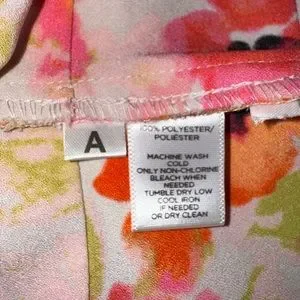 A
100% POLYESTER/
POLIÉSTER
MACHINE WASH
COLD
ONLY NON-CHLORINE
BLEACH WHEN
NEEDED
TUMBLE DRY LOW
COOL IRON
IF NEEDED
OR DRY CLEAN